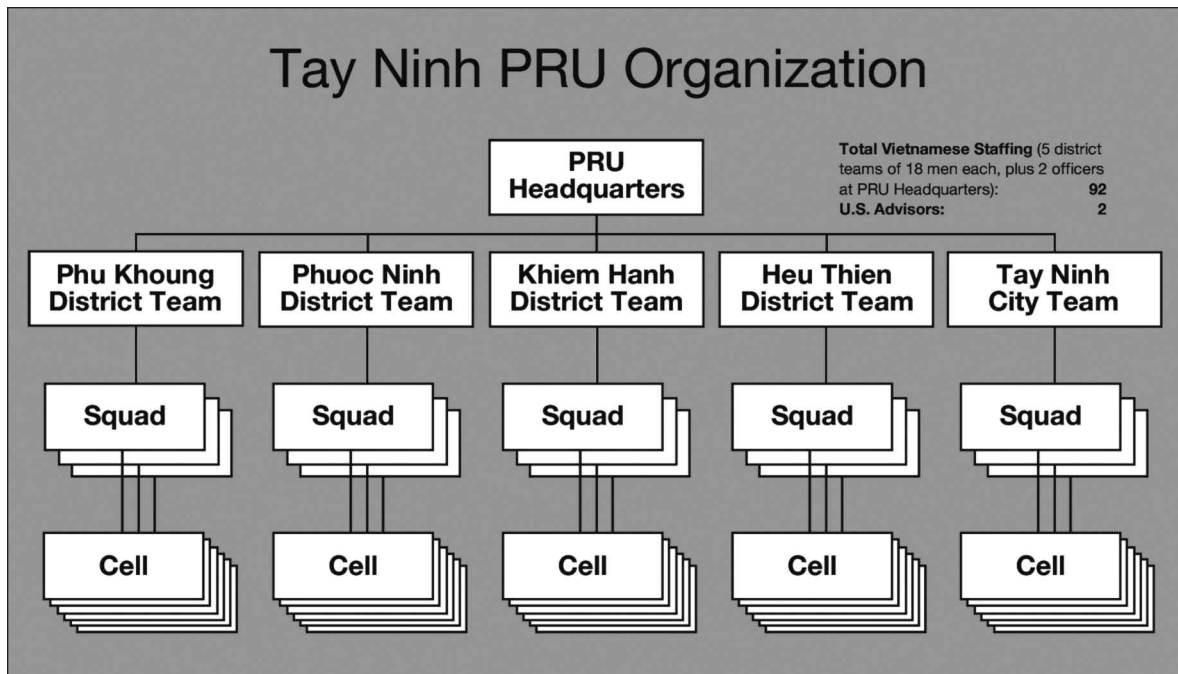 Tay Ninh PRU Organization
PRU
Headquarters
Total Vietnamese Staffing (5 district
teams of 18 men each, plus 2 officers
at PRU Headquarters): 92
U.S. Advisors: 2
Phu Khoung
District Team
Phuoc Ninh
District Team
Khiem Hanh
District Team
Heu Thien
District Team
Tay Ninh
City Team
Squad
Squad
Squad
Squad
Squad
Cell
Cell
Cell
Cell
Cell